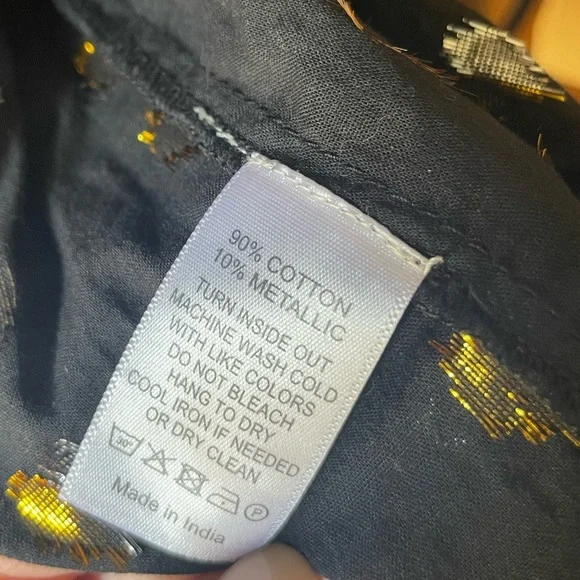 90% COTTON
10% METALLIC
TURN INSIDE OUT
MACHINE WASH COLD
WITH LIKE COLORS
DO NOT BLEACH
HANG TO DRY
COOL IRON IF NEEDED
OR DRY CLEAN
30° P
Made in India